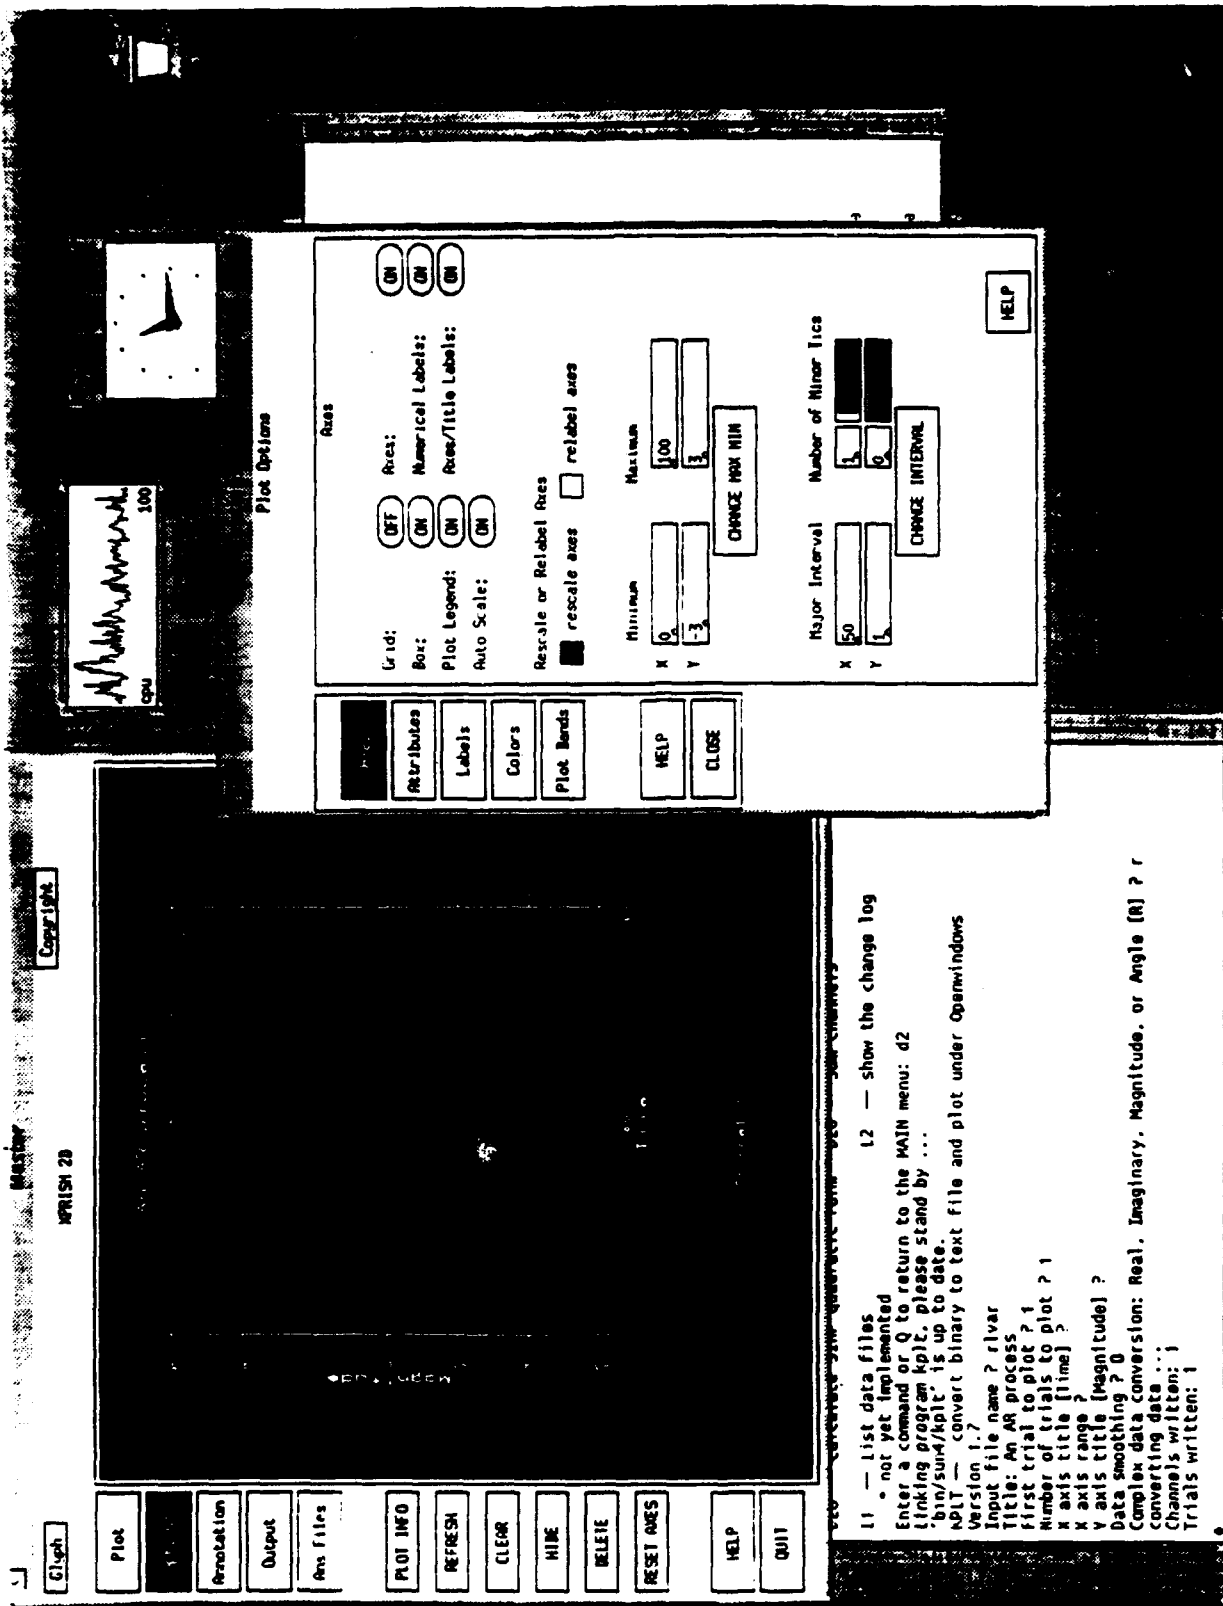 Master
Glyph
XPRISM 2D
Copyright
Plot
Annotation
Output
Ans Files
PLOT INFO
REFRESH
CLEAR
HIDE
DELETE
RESET AXES
HELP
QUIT
Magnitude
cpu
100
Plot Options
Attributes
Labels
Colors
Plot Bands
HELP
CLOSE
Axes
Grid: OFF Axes: ON
Box: ON Numerical Labels: ON
Plot Legend: ON Axes/Title Labels: ON
Auto Scale: ON
Rescale or Relabel Axes
rescale axes relabel axes
Minimum Maximum
X 0 100
Y -3 3
CHANGE MAX MIN
Major Interval Number of Minor Tics
X 50 1
Y 1 0
CHANGE INTERVAL
HELP
L1 — List data files L2 — show the change log
* not yet implemented
Enter a command or Q to return to the MAIN menu: d2
Linking program kplt, please stand by ...
'bin/sun4/kplt' is up to date.
KPLT — convert binary to text file and plot under Openwindows
Version 1.7
Input file name ? rlvar
Title: An AR process
First trial to plot ? 1
Number of trials to plot ? 1
X axis title [Time] ?
X axis range ?
Y axis title [Magnitude] ?
Data smoothing ? 0
Complex data conversion: Real, Imaginary, Magnitude, or Angle [R] ? r
converting data ...
Channels written: 1
Trials written: 1